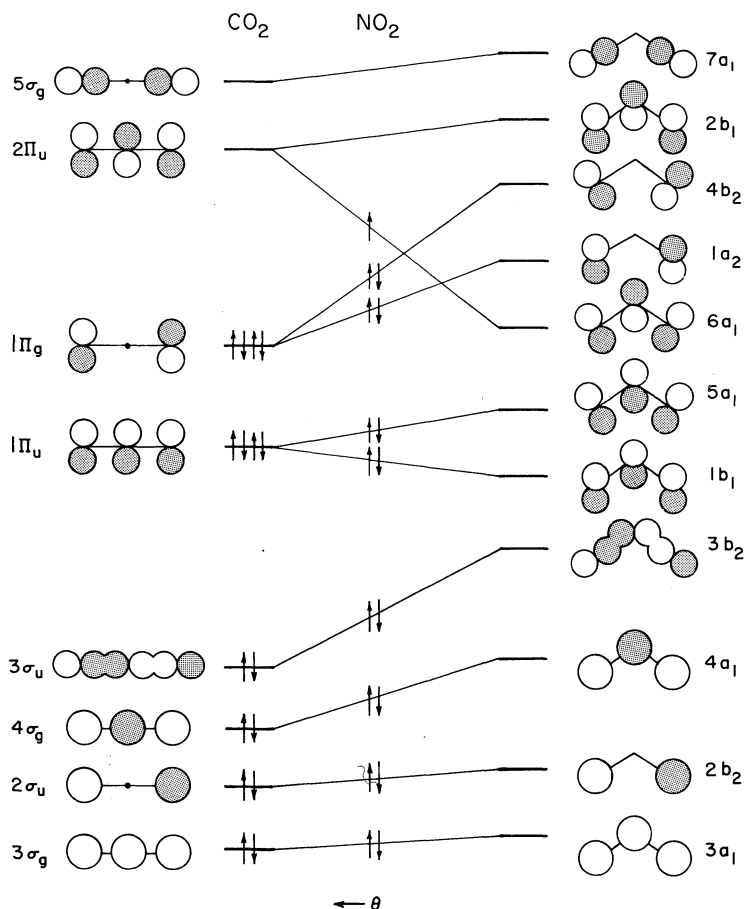 CO₂ NO₂
5σg 7a₁
2Πu 2b₁
4b₂
1a₂
1Πg 6a₁
5a₁
1Πu 1b₁
3b₂
3σu 4a₁
4σg
2σu 2b₂
3σg 3a₁
← θ